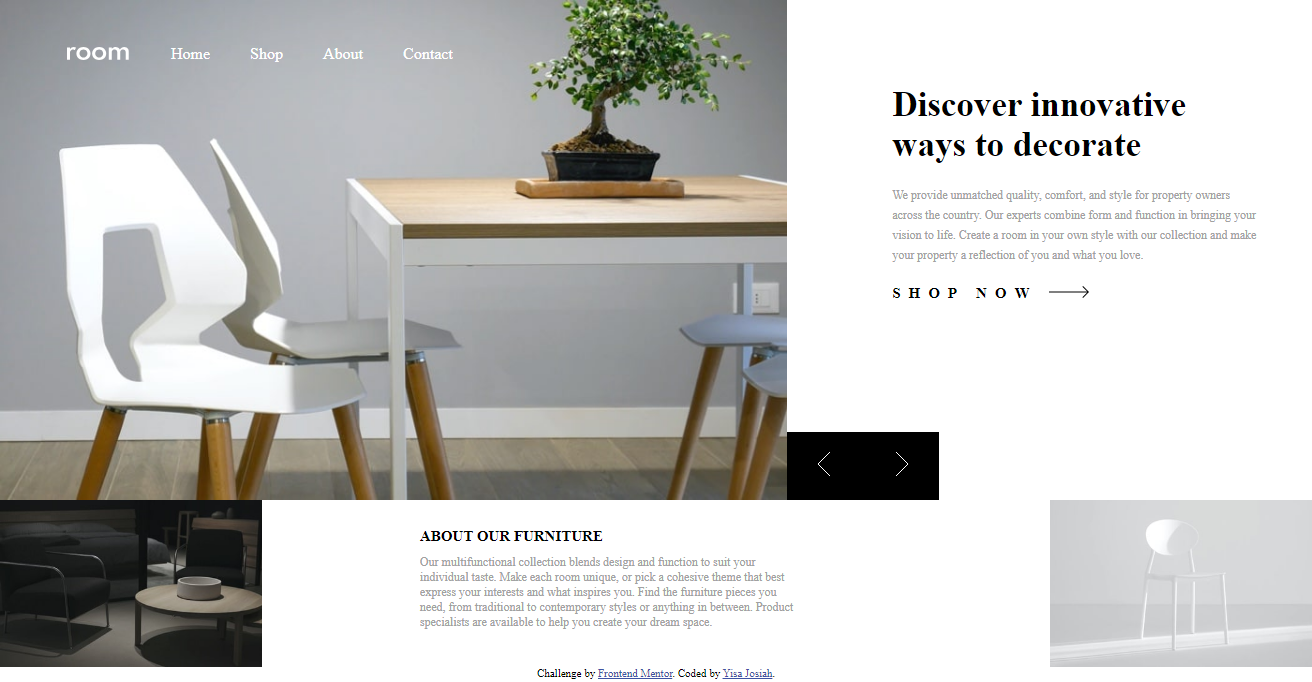 room Home Shop About Contact
Discover innovative
ways to decorate
We provide unmatched quality, comfort, and style for property owners
across the country. Our experts combine form and function in bringing your
vision to life. Create a room in your own style with our collection and make
your property a reflection of you and what you love.
SHOP NOW
ABOUT OUR FURNITURE
Our multifunctional collection blends design and function to suit your
individual taste. Make each room unique, or pick a cohesive theme that best
express your interests and what inspires you. Find the furniture pieces you
need, from traditional to contemporary styles or anything in between. Product
specialists are available to help you create your dream space.
Challenge by Frontend Mentor. Coded by Yisa Josiah.